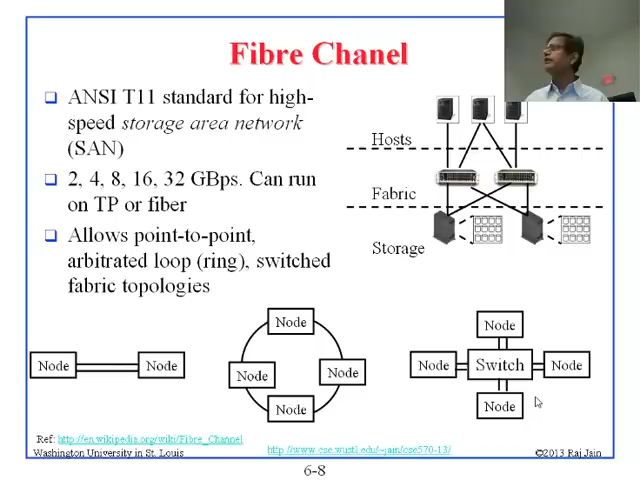 Fibre Chanel
ANSI T11 standard for high-
speed storage area network
(SAN)
2, 4, 8, 16, 32 GBps. Can run
on TP or fiber
Allows point-to-point,
arbitrated loop (ring), switched
fabric topologies
Hosts
Fabric
Storage
Node Node
Node
Node Node
Node
Node
Node Switch Node
Node
Ref: http://en.wikipedia.org/wiki/Fibre_Channel
Washington University in St. Louis
http://www.cse.wustl.edu/~jain/cse570-13/
©2013 Raj Jain
6-8